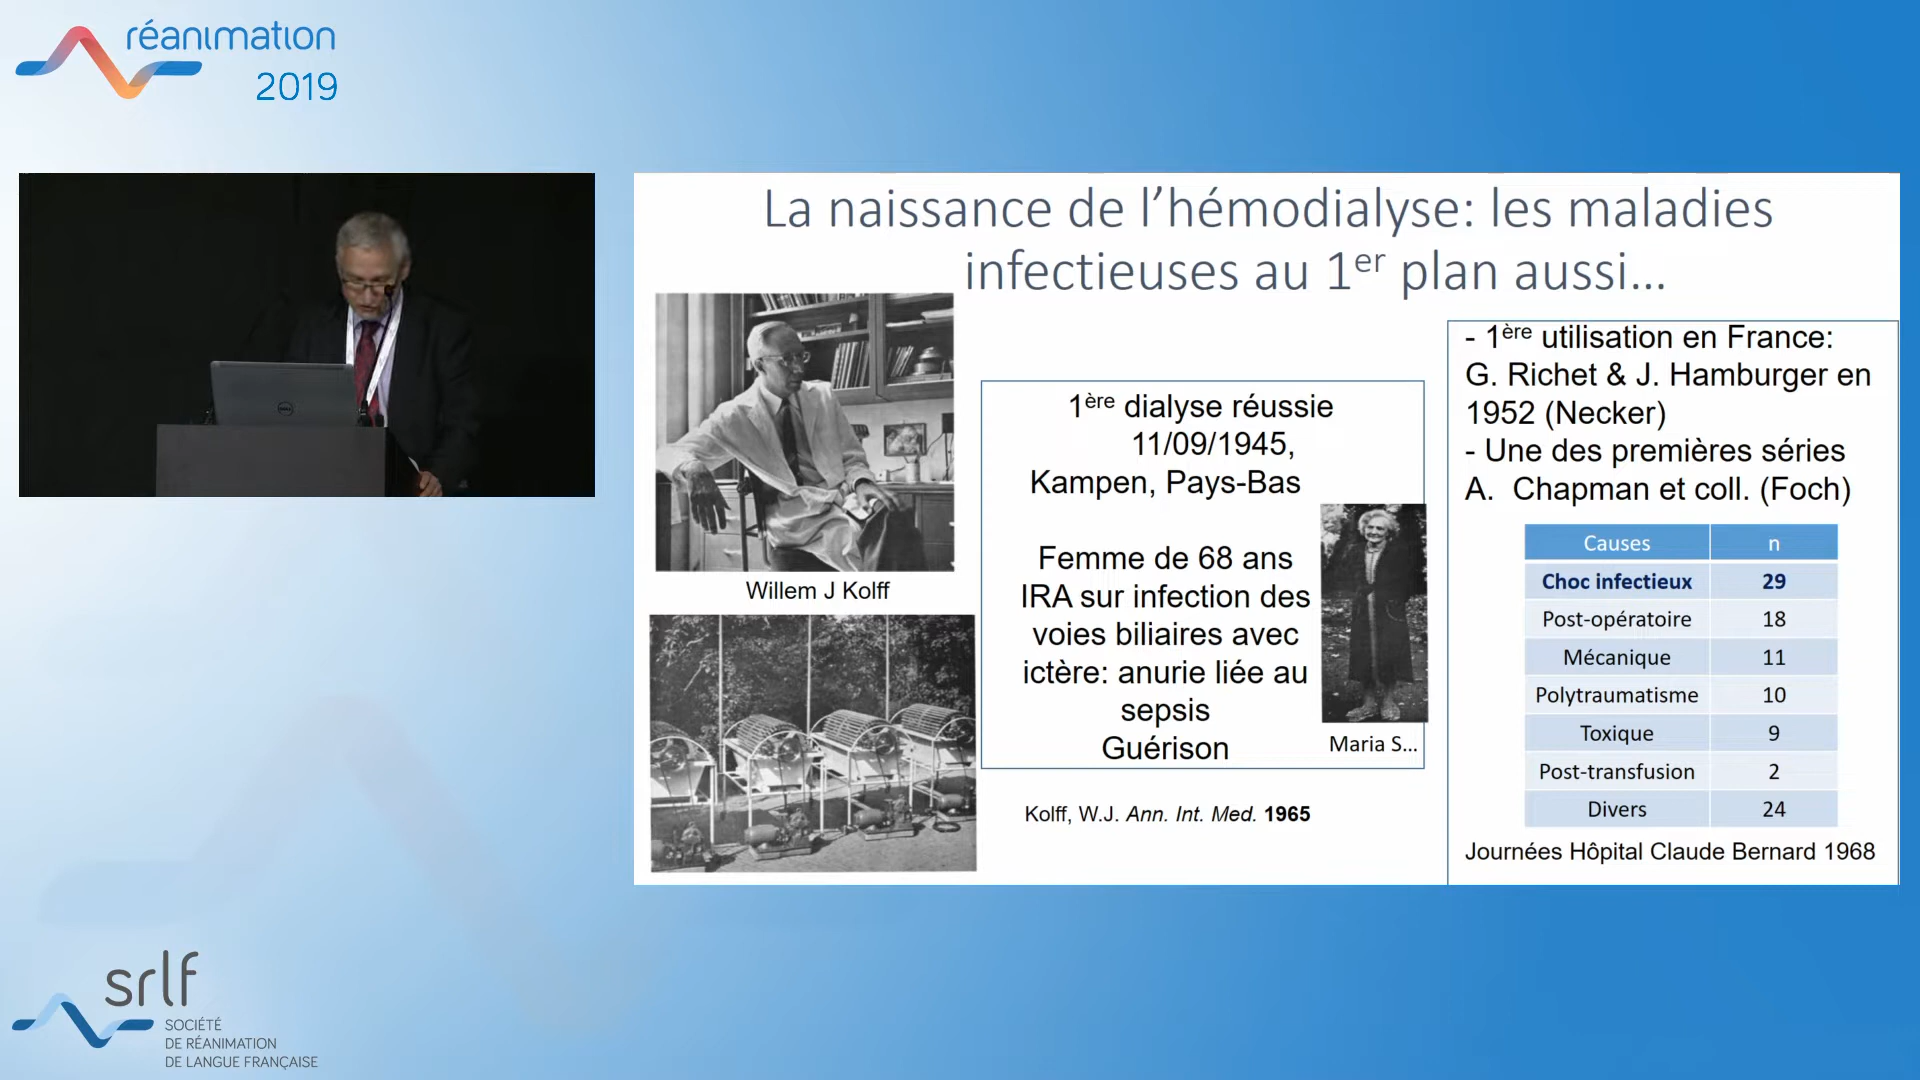 réanimation
2019
La naissance de l'hémodialyse: les maladies
infectieuses au 1er plan aussi...
Willem J Kolff
1ère dialyse réussie
11/09/1945,
Kampen, Pays-Bas
Femme de 68 ans
IRA sur infection des
voies biliaires avec
ictère: anurie liée au
sepsis
Guérison
Maria S...
Kolff, W.J. Ann. Int. Med. 1965
- 1ère utilisation en France:
G. Richet & J. Hamburger en
1952 (Necker)
- Une des premières séries
A. Chapman et coll. (Foch)
Causes n
Choc infectieux 29
Post-opératoire 18
Mécanique 11
Polytraumatisme 10
Toxique 9
Post-transfusion 2
Divers 24
Journées Hôpital Claude Bernard 1968
srlf
SOCIÉTÉ
DE RÉANIMATION
DE LANGUE FRANÇAISE